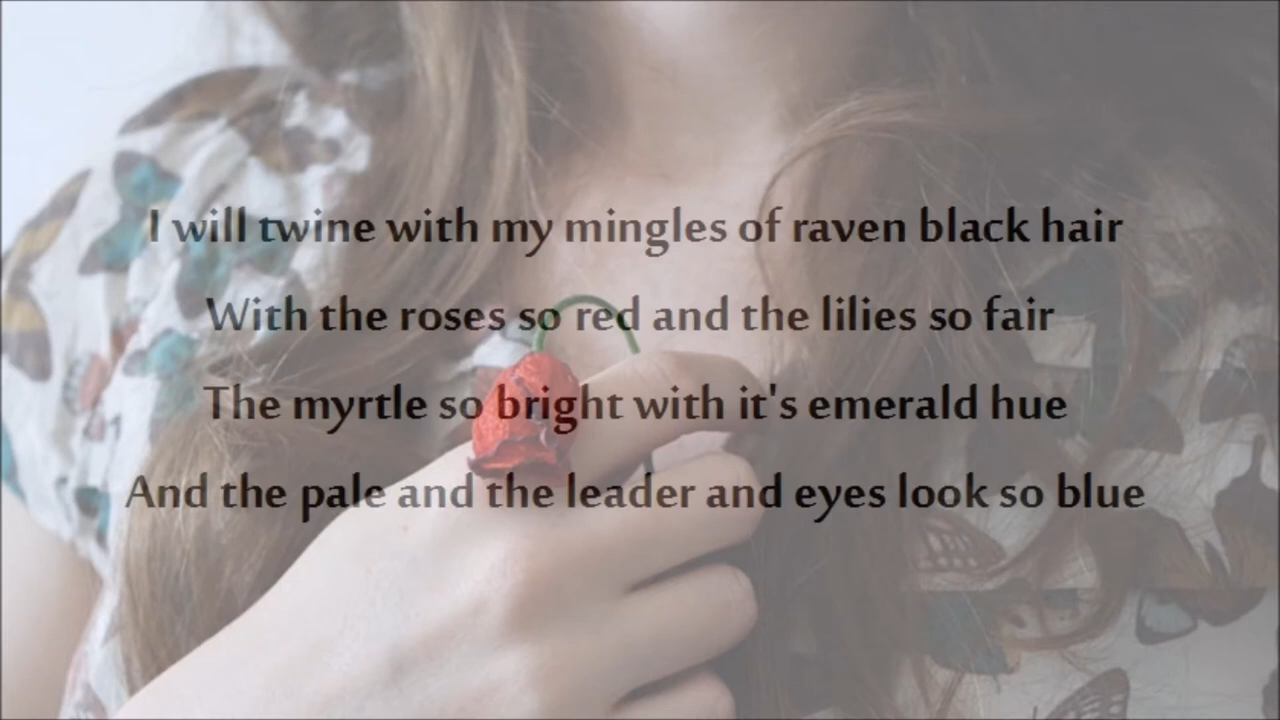 I will twine with my mingles of raven black hair
With the roses so red and the lilies so fair
The myrtle so bright with it's emerald hue
And the pale and the leader and eyes look so blue